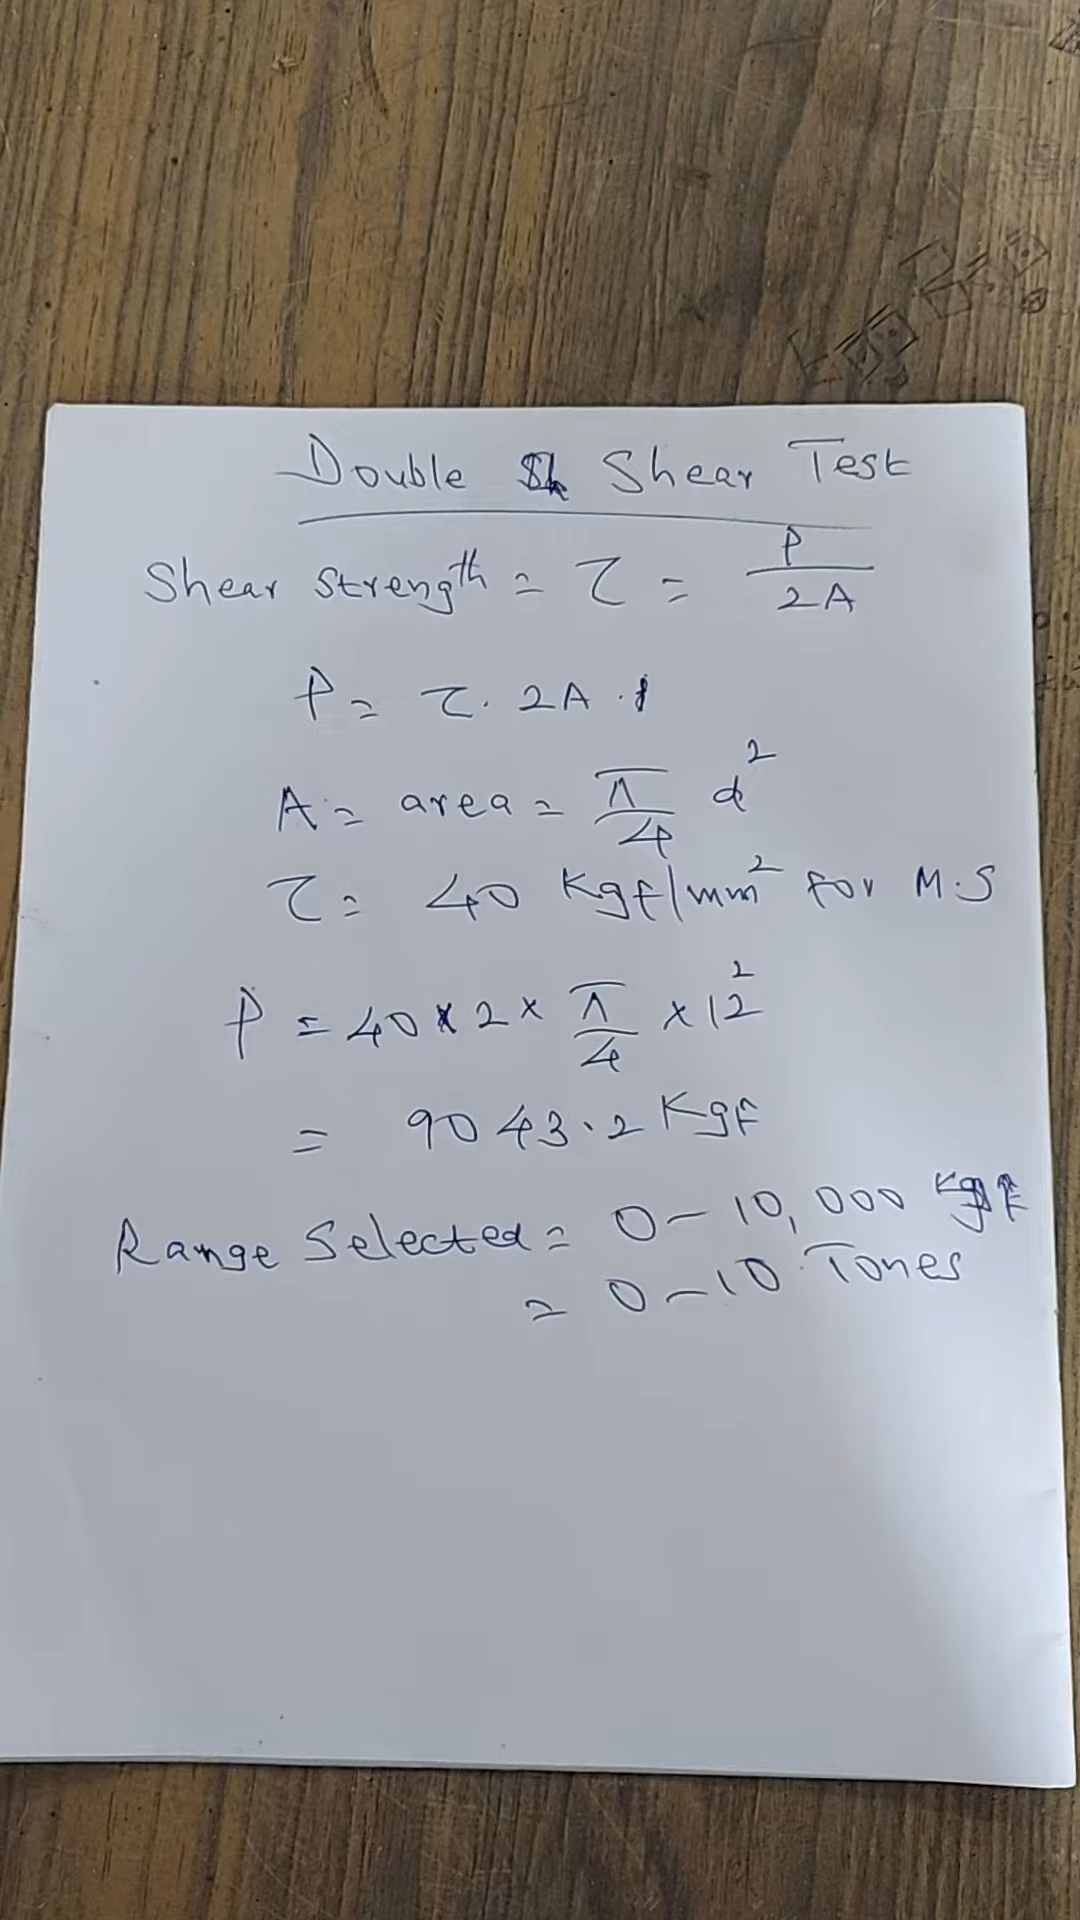 Double Shear Test
Shear Strength = τ = P/2A
P = τ. 2A.
A = area = π/4 d²
τ = 40 Kgf/mm² for M.S
P = 40 × 2 × π/4 × 12²
= 9043.2 Kgf
Range Selected = 0 - 10,000 Kgf
= 0 - 10 Tones